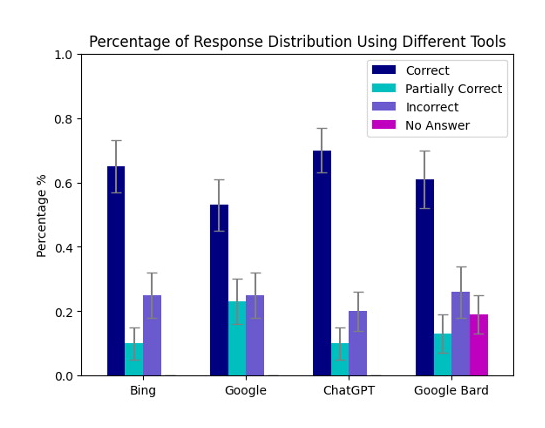 Percentage of Response Distribution Using Different Tools
1.0
0.8
0.6
0.4
0.2
0.0
Percentage %
Correct
Partially Correct
Incorrect
No Answer
Bing
Google
ChatGPT
Google Bard